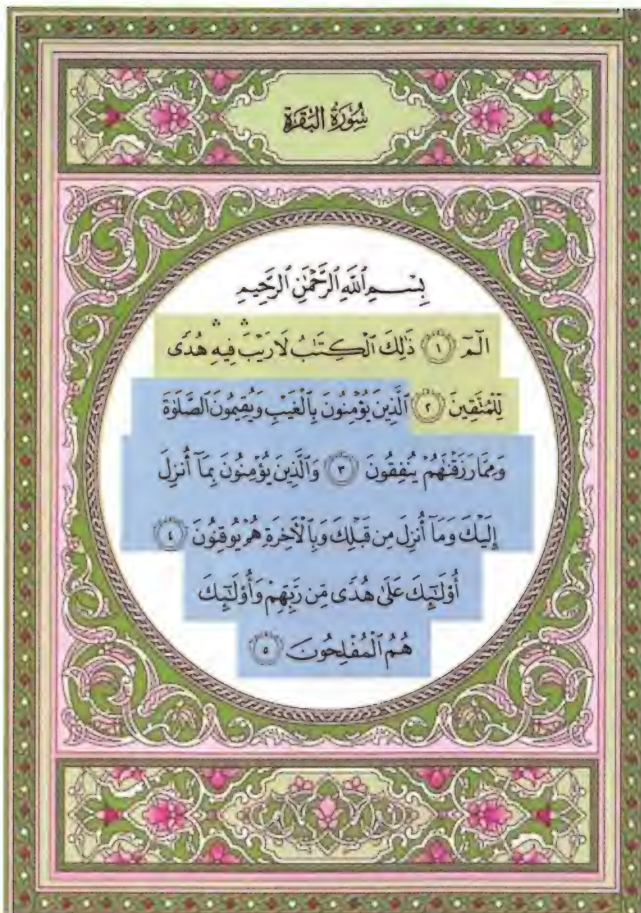 سُورَةُ البَقَرَةِ
بِسْمِ ٱللَّهِ ٱلرَّحْمَٰنِ ٱلرَّحِيمِ
الٓمٓ ١ ذَٰلِكَ ٱلْكِتَٰبُ لَا رَيْبَ ۛ فِيهِ ۛ هُدًى
لِّلْمُتَّقِينَ ٢ ٱلَّذِينَ يُؤْمِنُونَ بِٱلْغَيْبِ وَيُقِيمُونَ ٱلصَّلَوٰةَ
وَمِمَّا رَزَقْنَٰهُمْ يُنفِقُونَ ٣ وَٱلَّذِينَ يُؤْمِنُونَ بِمَآ أُنزِلَ
إِلَيْكَ وَمَآ أُنزِلَ مِن قَبْلِكَ وَبِٱلْأَخِرَةِ هُمْ يُوقِنُونَ ٤
أُو۟لَٰٓئِكَ عَلَىٰ هُدًى مِّن رَّبِّهِمْ وَأُو۟لَٰٓئِكَ
هُمُ ٱلْمُفْلِحُونَ ٥